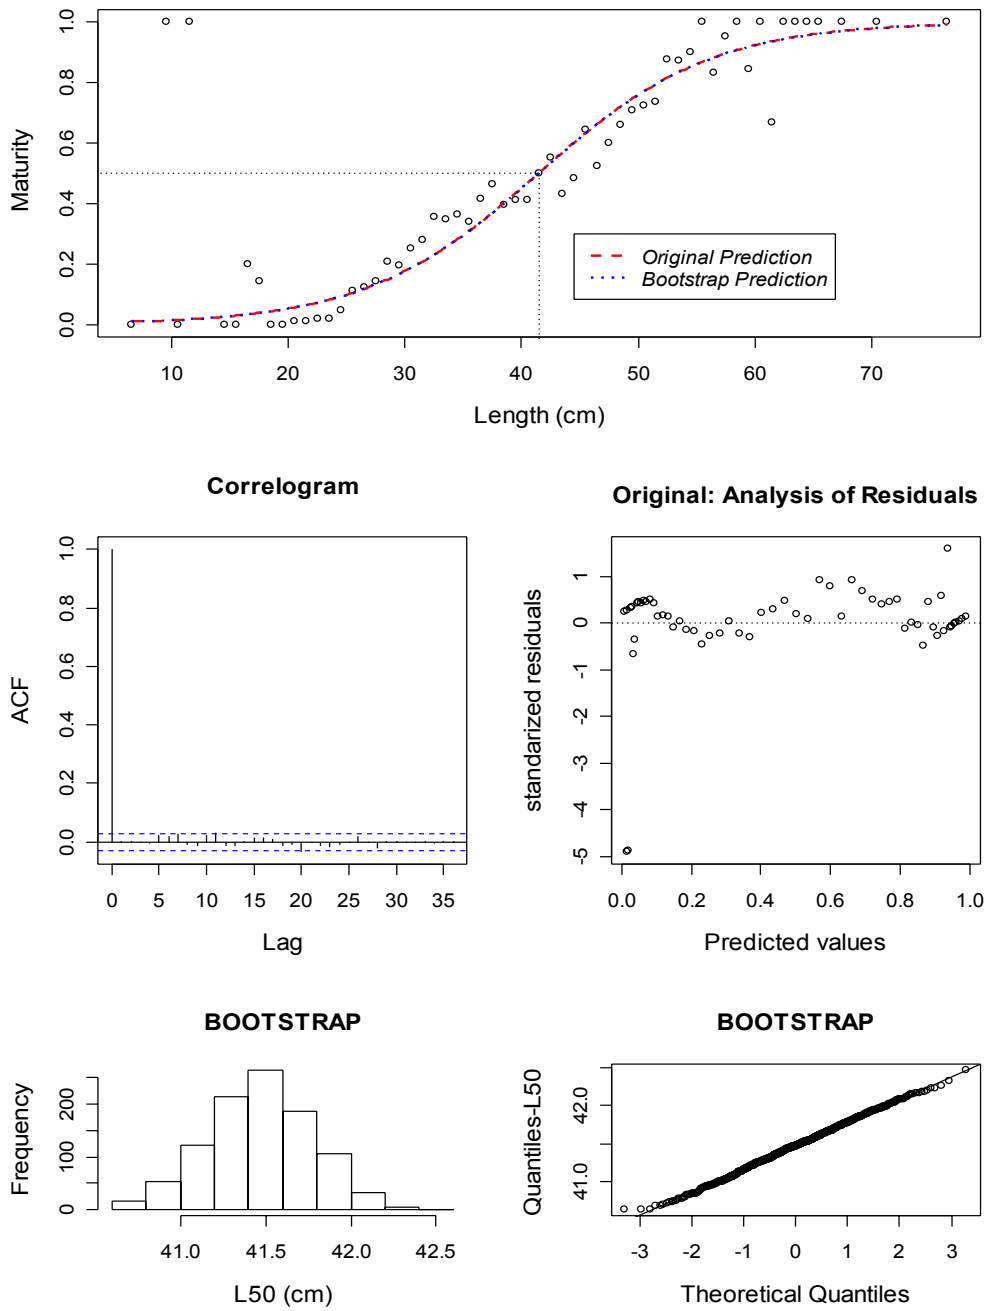 Maturity
1.0
0.8
0.6
0.4
0.2
0.0
Original Prediction
Bootstrap Prediction
10 20 30 40 50 60 70
Length (cm)
Correlogram
ACF
1.0
0.8
0.6
0.4
0.2
0.0
0 5 10 15 20 25 30 35
Lag
Original: Analysis of Residuals
standarized residuals
1
0
-1
-2
-3
-4
-5
0.0 0.2 0.4 0.6 0.8 1.0
Predicted values
BOOTSTRAP
Frequency
200
100
0
41.0 41.5 42.0 42.5
L50 (cm)
BOOTSTRAP
Quantiles-L50
42.0
41.0
-3 -2 -1 0 1 2 3
Theoretical Quantiles